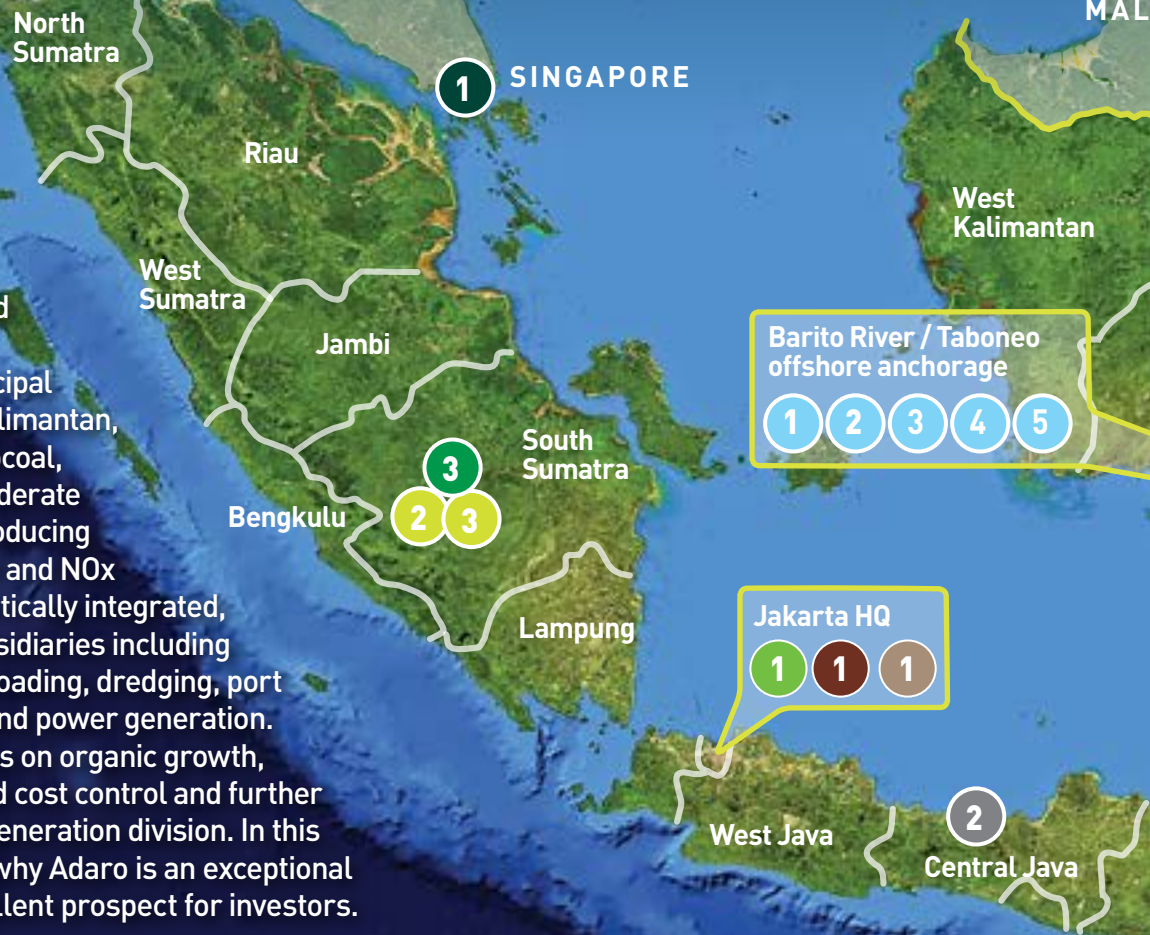 MAL
North
Sumatra
1
SINGAPORE
Riau
West
Kalimantan
West
Sumatra
Jambi
Barito River / Taboneo
offshore anchorage
1 2 3 4 5
South
Sumatra
3
2 3
Bengkulu
Lampung
Jakarta HQ
1 1 1
2
West Java
Central Java
d
cipal
limantan,
ocoal,
derate
oducing
and NOx
tically integrated,
sidiaries including
oading, dredging, port
nd power generation.
s on organic growth,
d cost control and further
eneration division. In this
why Adaro is an exceptional
llent prospect for investors.